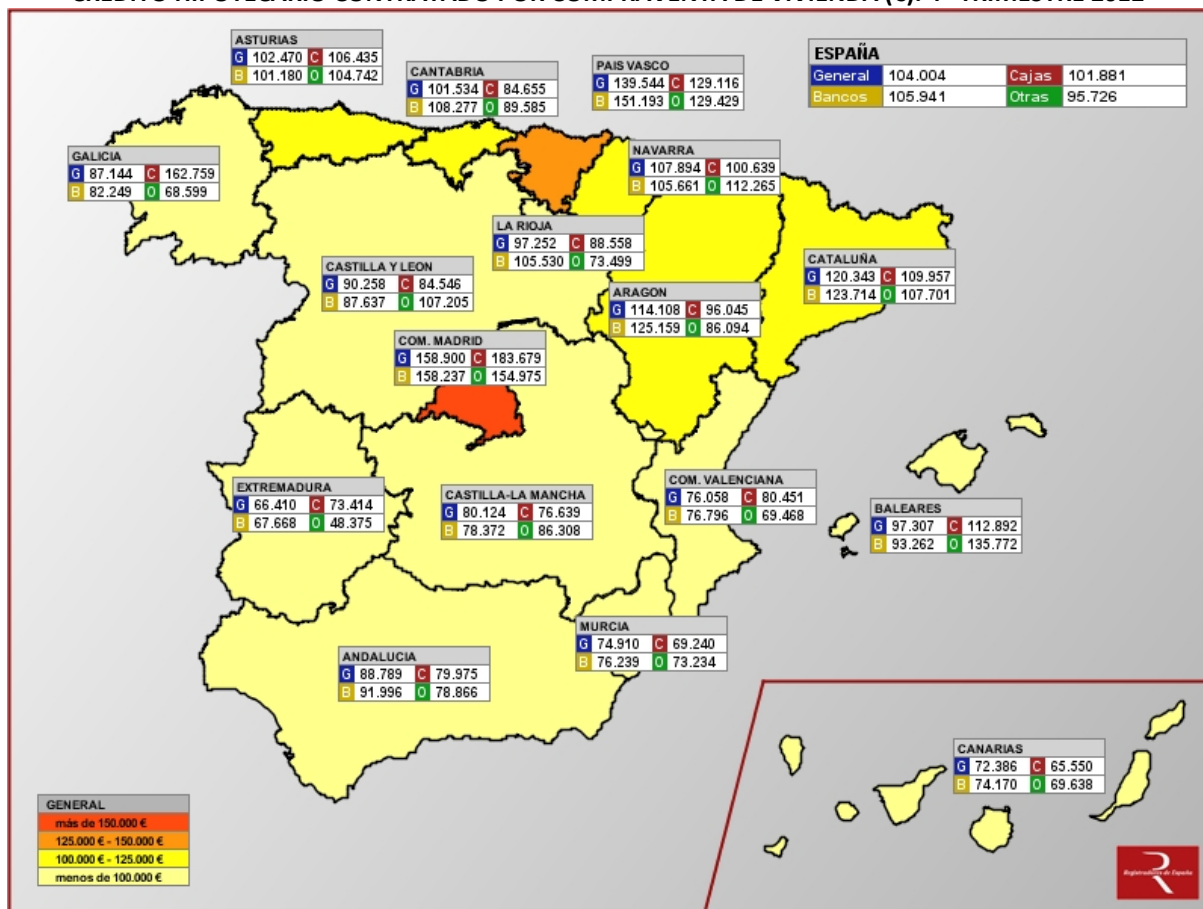 ASTURIAS
G 102.470 C 106.435
B 101.180 O 104.742
CANTABRIA
G 101.534 C 84.655
B 108.277 O 89.585
PAIS VASCO
G 139.544 C 129.116
B 151.193 O 129.429
ESPAÑA
General 104.004 Cajas 101.881
Bancos 105.941 Otras 95.726
GALICIA
G 87.144 C 162.759
B 82.249 O 68.599
NAVARRA
G 107.894 C 100.639
B 105.661 O 112.265
LA RIOJA
G 97.252 C 88.558
B 105.530 O 73.499
CASTILLA Y LEON
G 90.258 C 84.546
B 87.637 O 107.205
CATALUÑA
G 120.343 C 109.957
B 123.714 O 107.701
ARAGON
G 114.108 C 96.045
B 125.159 O 86.094
COM. MADRID
G 158.900 C 183.679
B 158.237 O 154.975
EXTREMADURA
G 66.410 C 73.414
B 67.668 O 48.375
CASTILLA-LA MANCHA
G 80.124 C 76.639
B 78.372 O 86.308
COM. VALENCIANA
G 76.058 C 80.451
B 76.796 O 69.468
BALEARES
G 97.307 C 112.892
B 93.262 O 135.772
MURCIA
G 74.910 C 69.240
B 76.239 O 73.234
ANDALUCIA
G 88.789 C 79.975
B 91.996 O 78.866
CANARIAS
G 72.386 C 65.550
B 74.170 O 69.638
GENERAL
más de 150.000 €
125.000 € - 150.000 €
100.000 € - 125.000 €
menos de 100.000 €
Registradores de España